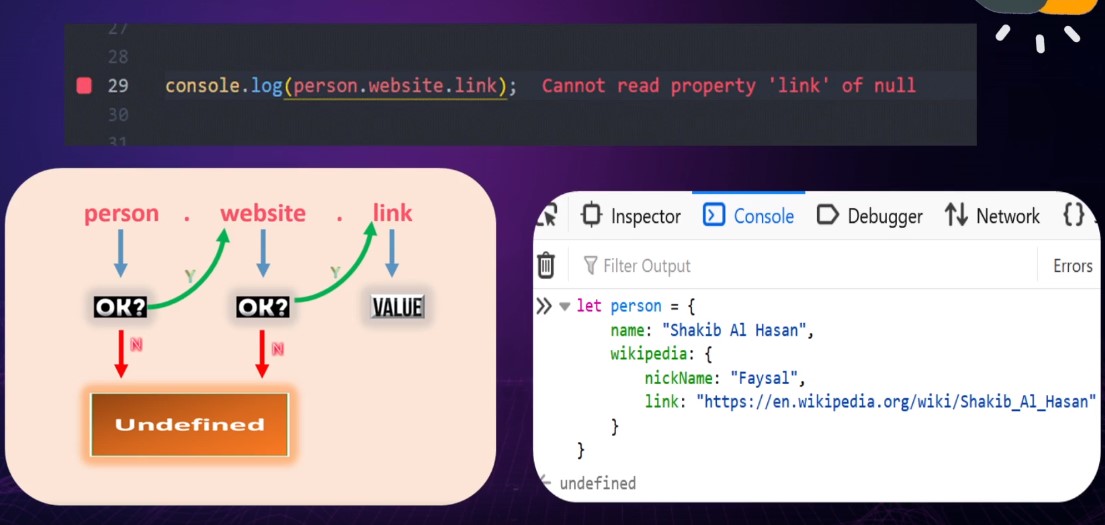 27
28
29 console.log(person.website.link); Cannot read property 'link' of null
30
31
person . website . link
Y Y
OK? OK? VALUE
N N
Undefined
Inspector Console Debugger Network {}
Filter Output Errors
let person = {
name: "Shakib Al Hasan",
wikipedia: {
nickName: "Faysal",
link: "https://en.wikipedia.org/wiki/Shakib_Al_Hasan"
}
}
undefined